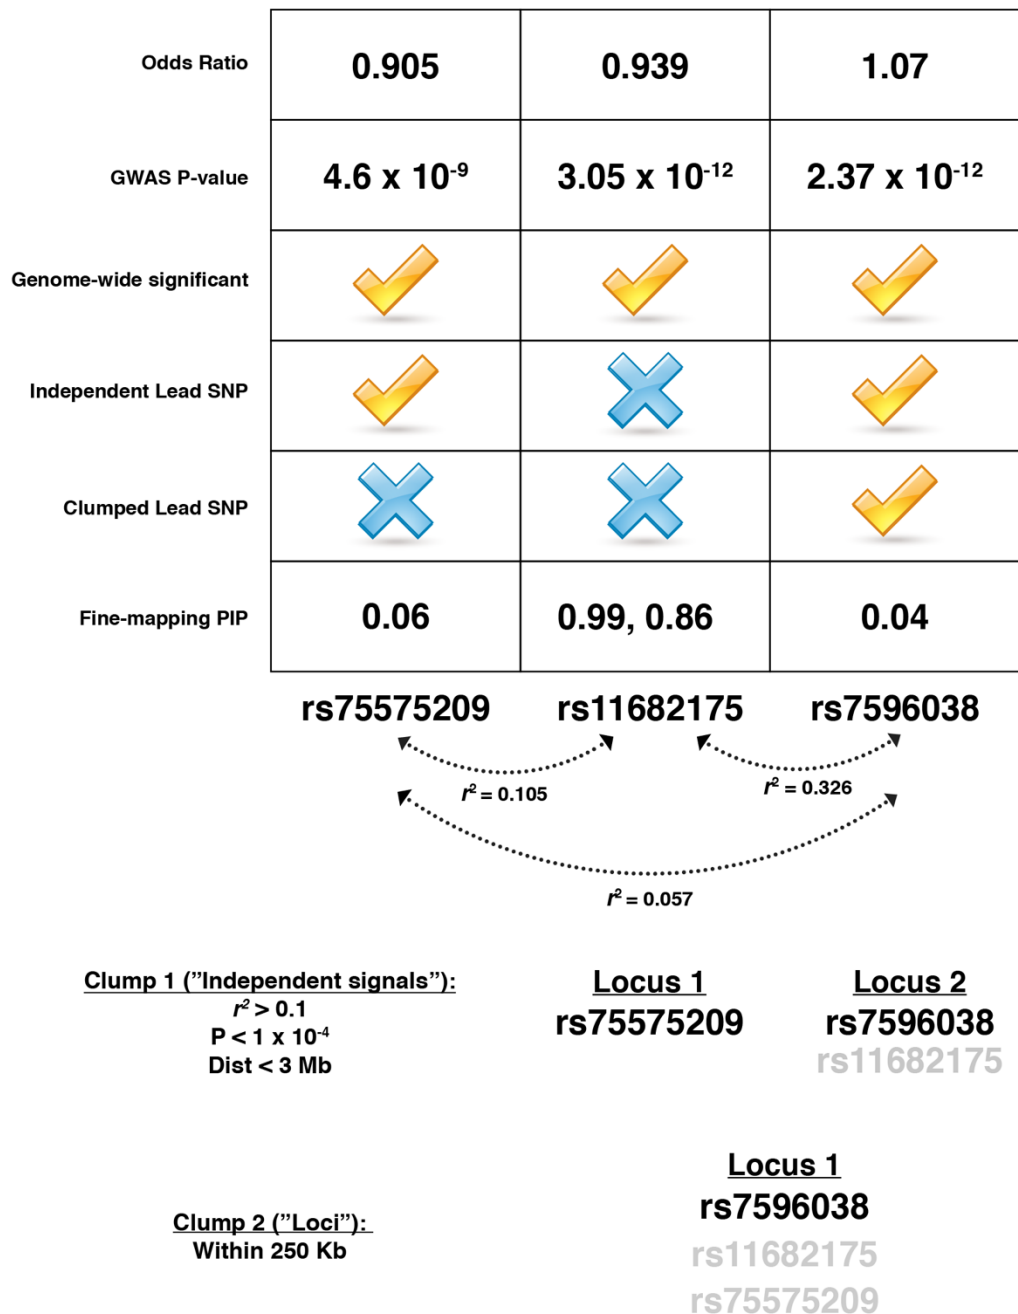 Odds Ratio 0.905 0.939 1.07
GWAS P-value 4.6 x 10⁻⁹ 3.05 x 10⁻¹² 2.37 x 10⁻¹²
Genome-wide significant
Independent Lead SNP
Clumped Lead SNP
Fine-mapping PIP 0.06 0.99, 0.86 0.04
rs75575209 rs11682175 rs7596038
r² = 0.105 r² = 0.326
r² = 0.057
Clump 1 ("Independent signals"):
r² > 0.1
P < 1 x 10⁻⁴
Dist < 3 Mb
Locus 1
rs75575209
Locus 2
rs7596038
rs11682175
Clump 2 ("Loci"):
Within 250 Kb
Locus 1
rs7596038
rs11682175
rs75575209